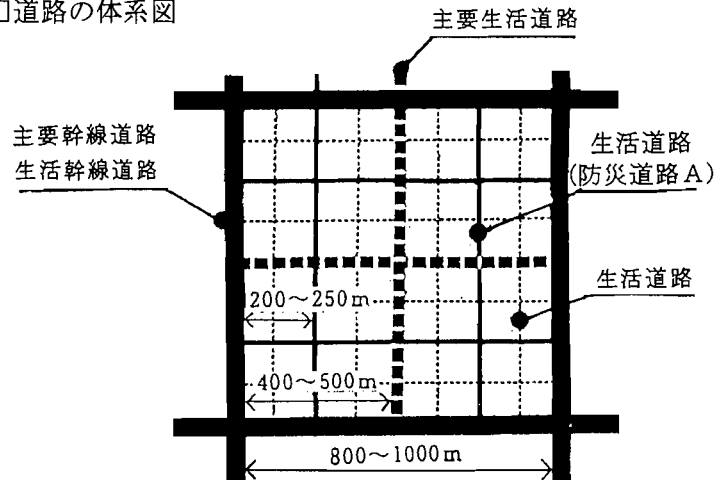 □道路の体系図
主要生活道路
主要幹線道路
生活幹線道路
生活道路
(防災道路A)
生活道路
200～250m
400～500m
800～1000m